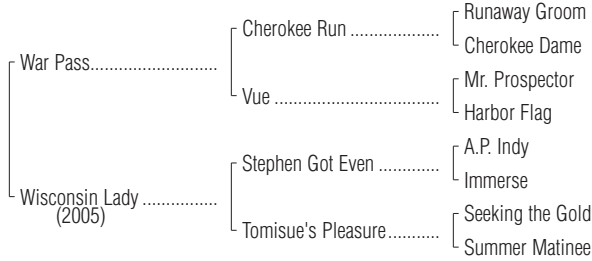 Runaway Groom
Cherokee Run ...................
Cherokee Dame
War Pass...........................
Mr. Prospector
Vue ...................................
Harbor Flag
A.P. Indy
Stephen Got Even .............
Immerse
Wisconsin Lady ................
(2005)
Seeking the Gold
Tomisue's Pleasure...........
Summer Matinee